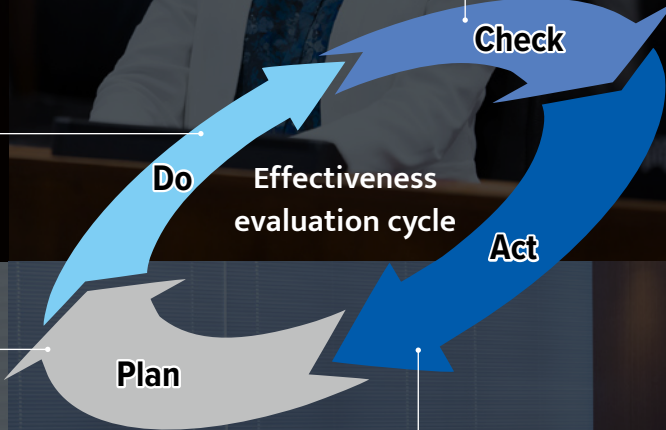 Check
Do
Effectiveness
evaluation cycle
Act
Plan